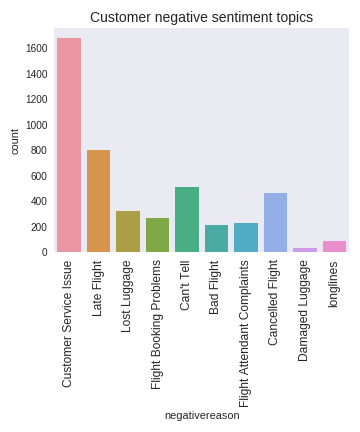 Customer negative sentiment topics
1600
1400
1200
1000
800
600
400
200
0
count
Customer Service Issue
Late Flight
Lost Luggage
Flight Booking Problems
Can't Tell
Bad Flight
Flight Attendant Complaints
Cancelled Flight
Damaged Luggage
longlines
negativereason